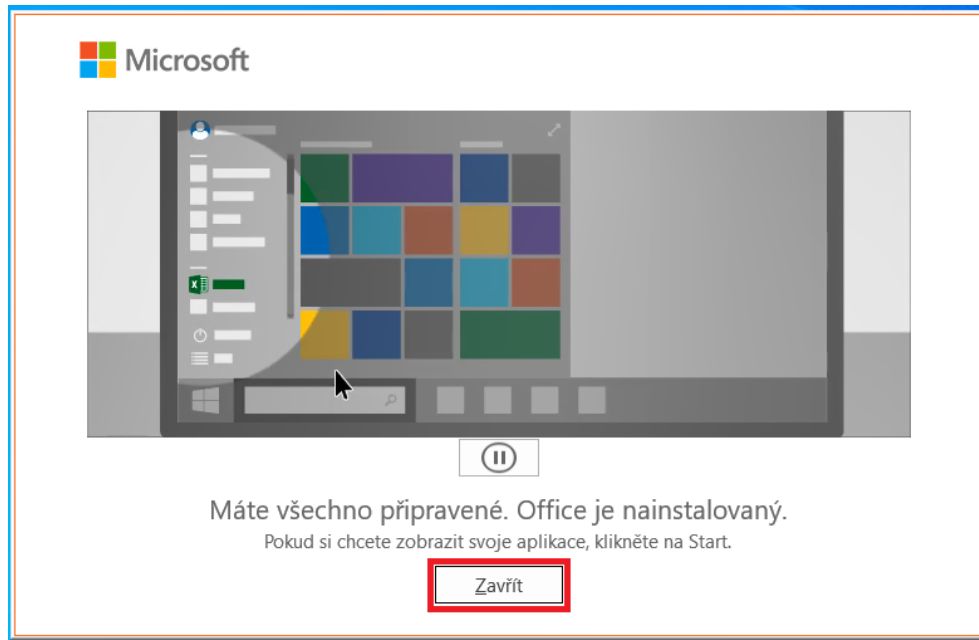 Microsoft
Máte všechno připravené. Office je nainstalovaný.
Pokud si chcete zobrazit svoje aplikace, klikněte na Start.
Zavřít